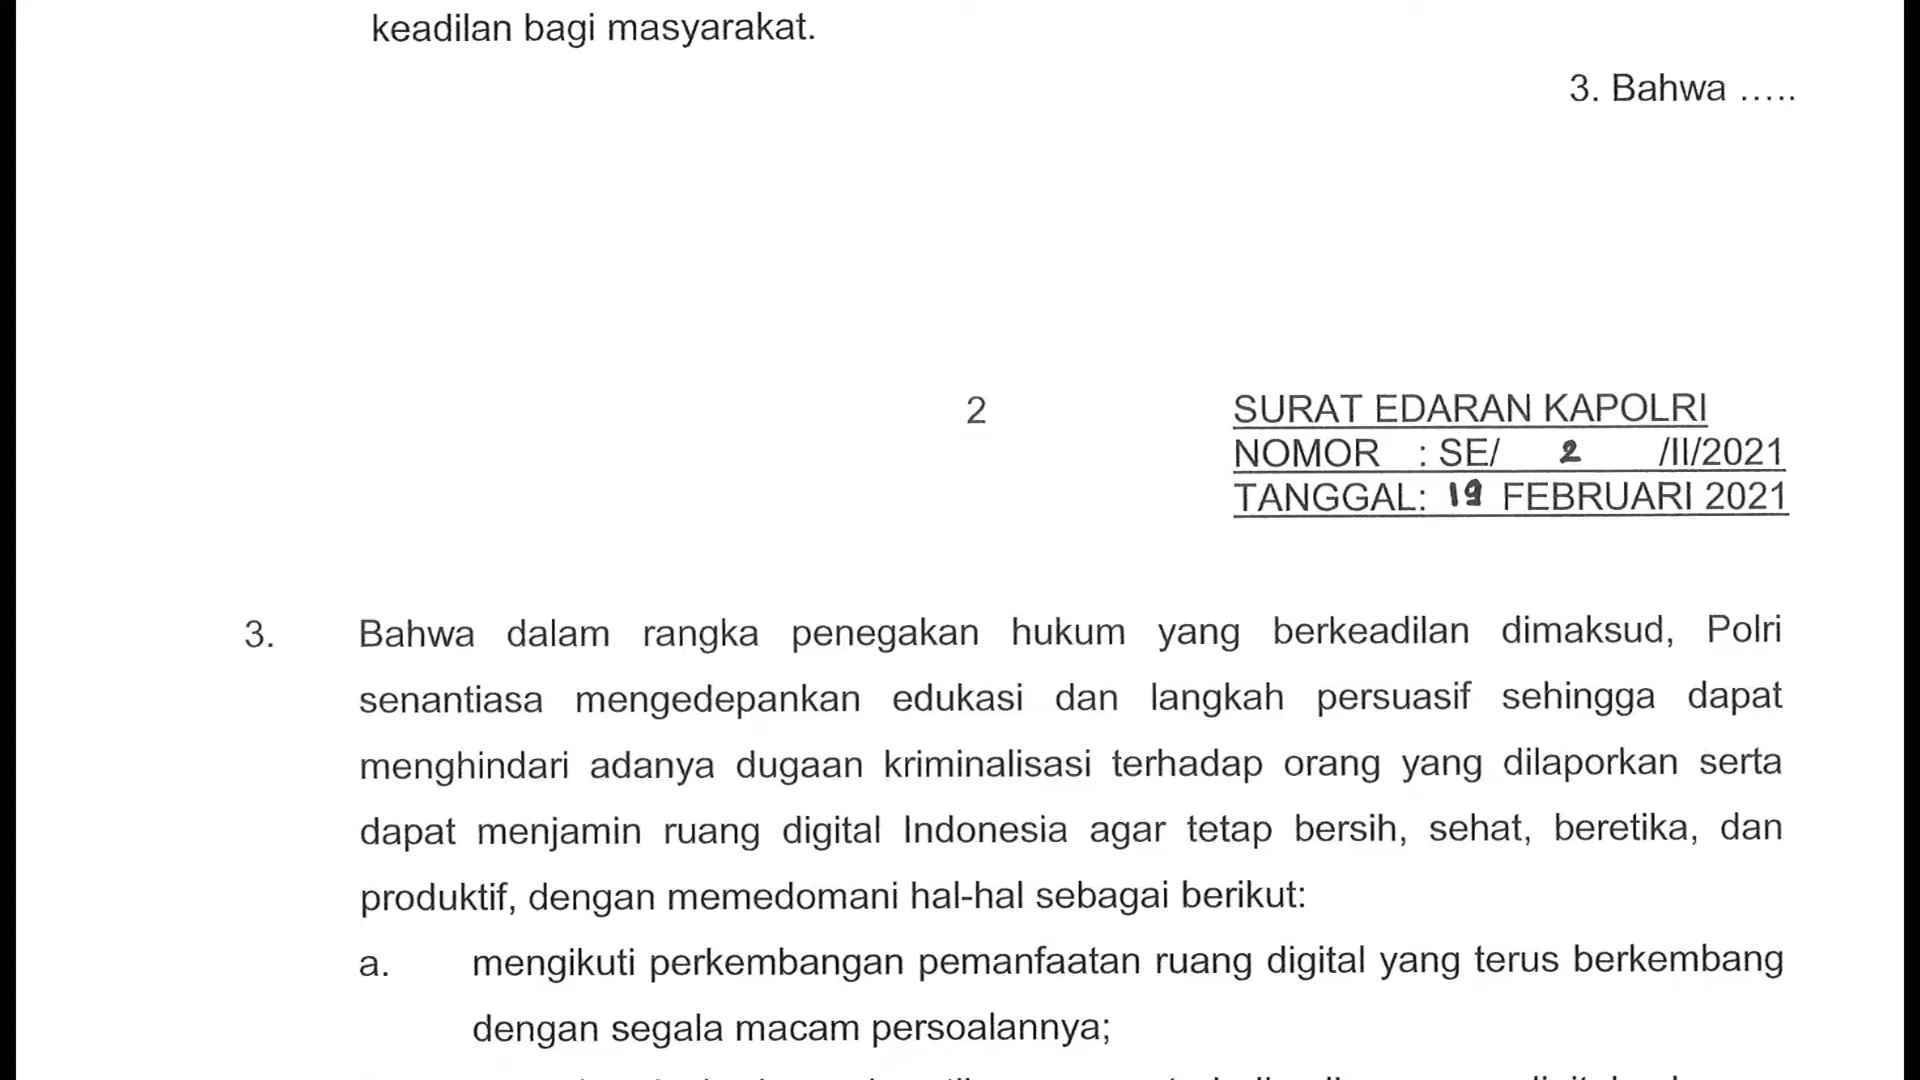 keadilan bagi masyarakat.
3. Bahwa .....
2
SURAT EDARAN KAPOLRI
NOMOR : SE/ 2 /II/2021
TANGGAL: 19 FEBRUARI 2021
3. Bahwa dalam rangka penegakan hukum yang berkeadilan dimaksud, Polri
senantiasa mengedepankan edukasi dan langkah persuasif sehingga dapat
menghindari adanya dugaan kriminalisasi terhadap orang yang dilaporkan serta
dapat menjamin ruang digital Indonesia agar tetap bersih, sehat, beretika, dan
produktif, dengan memedomani hal-hal sebagai berikut:
a. mengikuti perkembangan pemanfaatan ruang digital yang terus berkembang
dengan segala macam persoalannya;